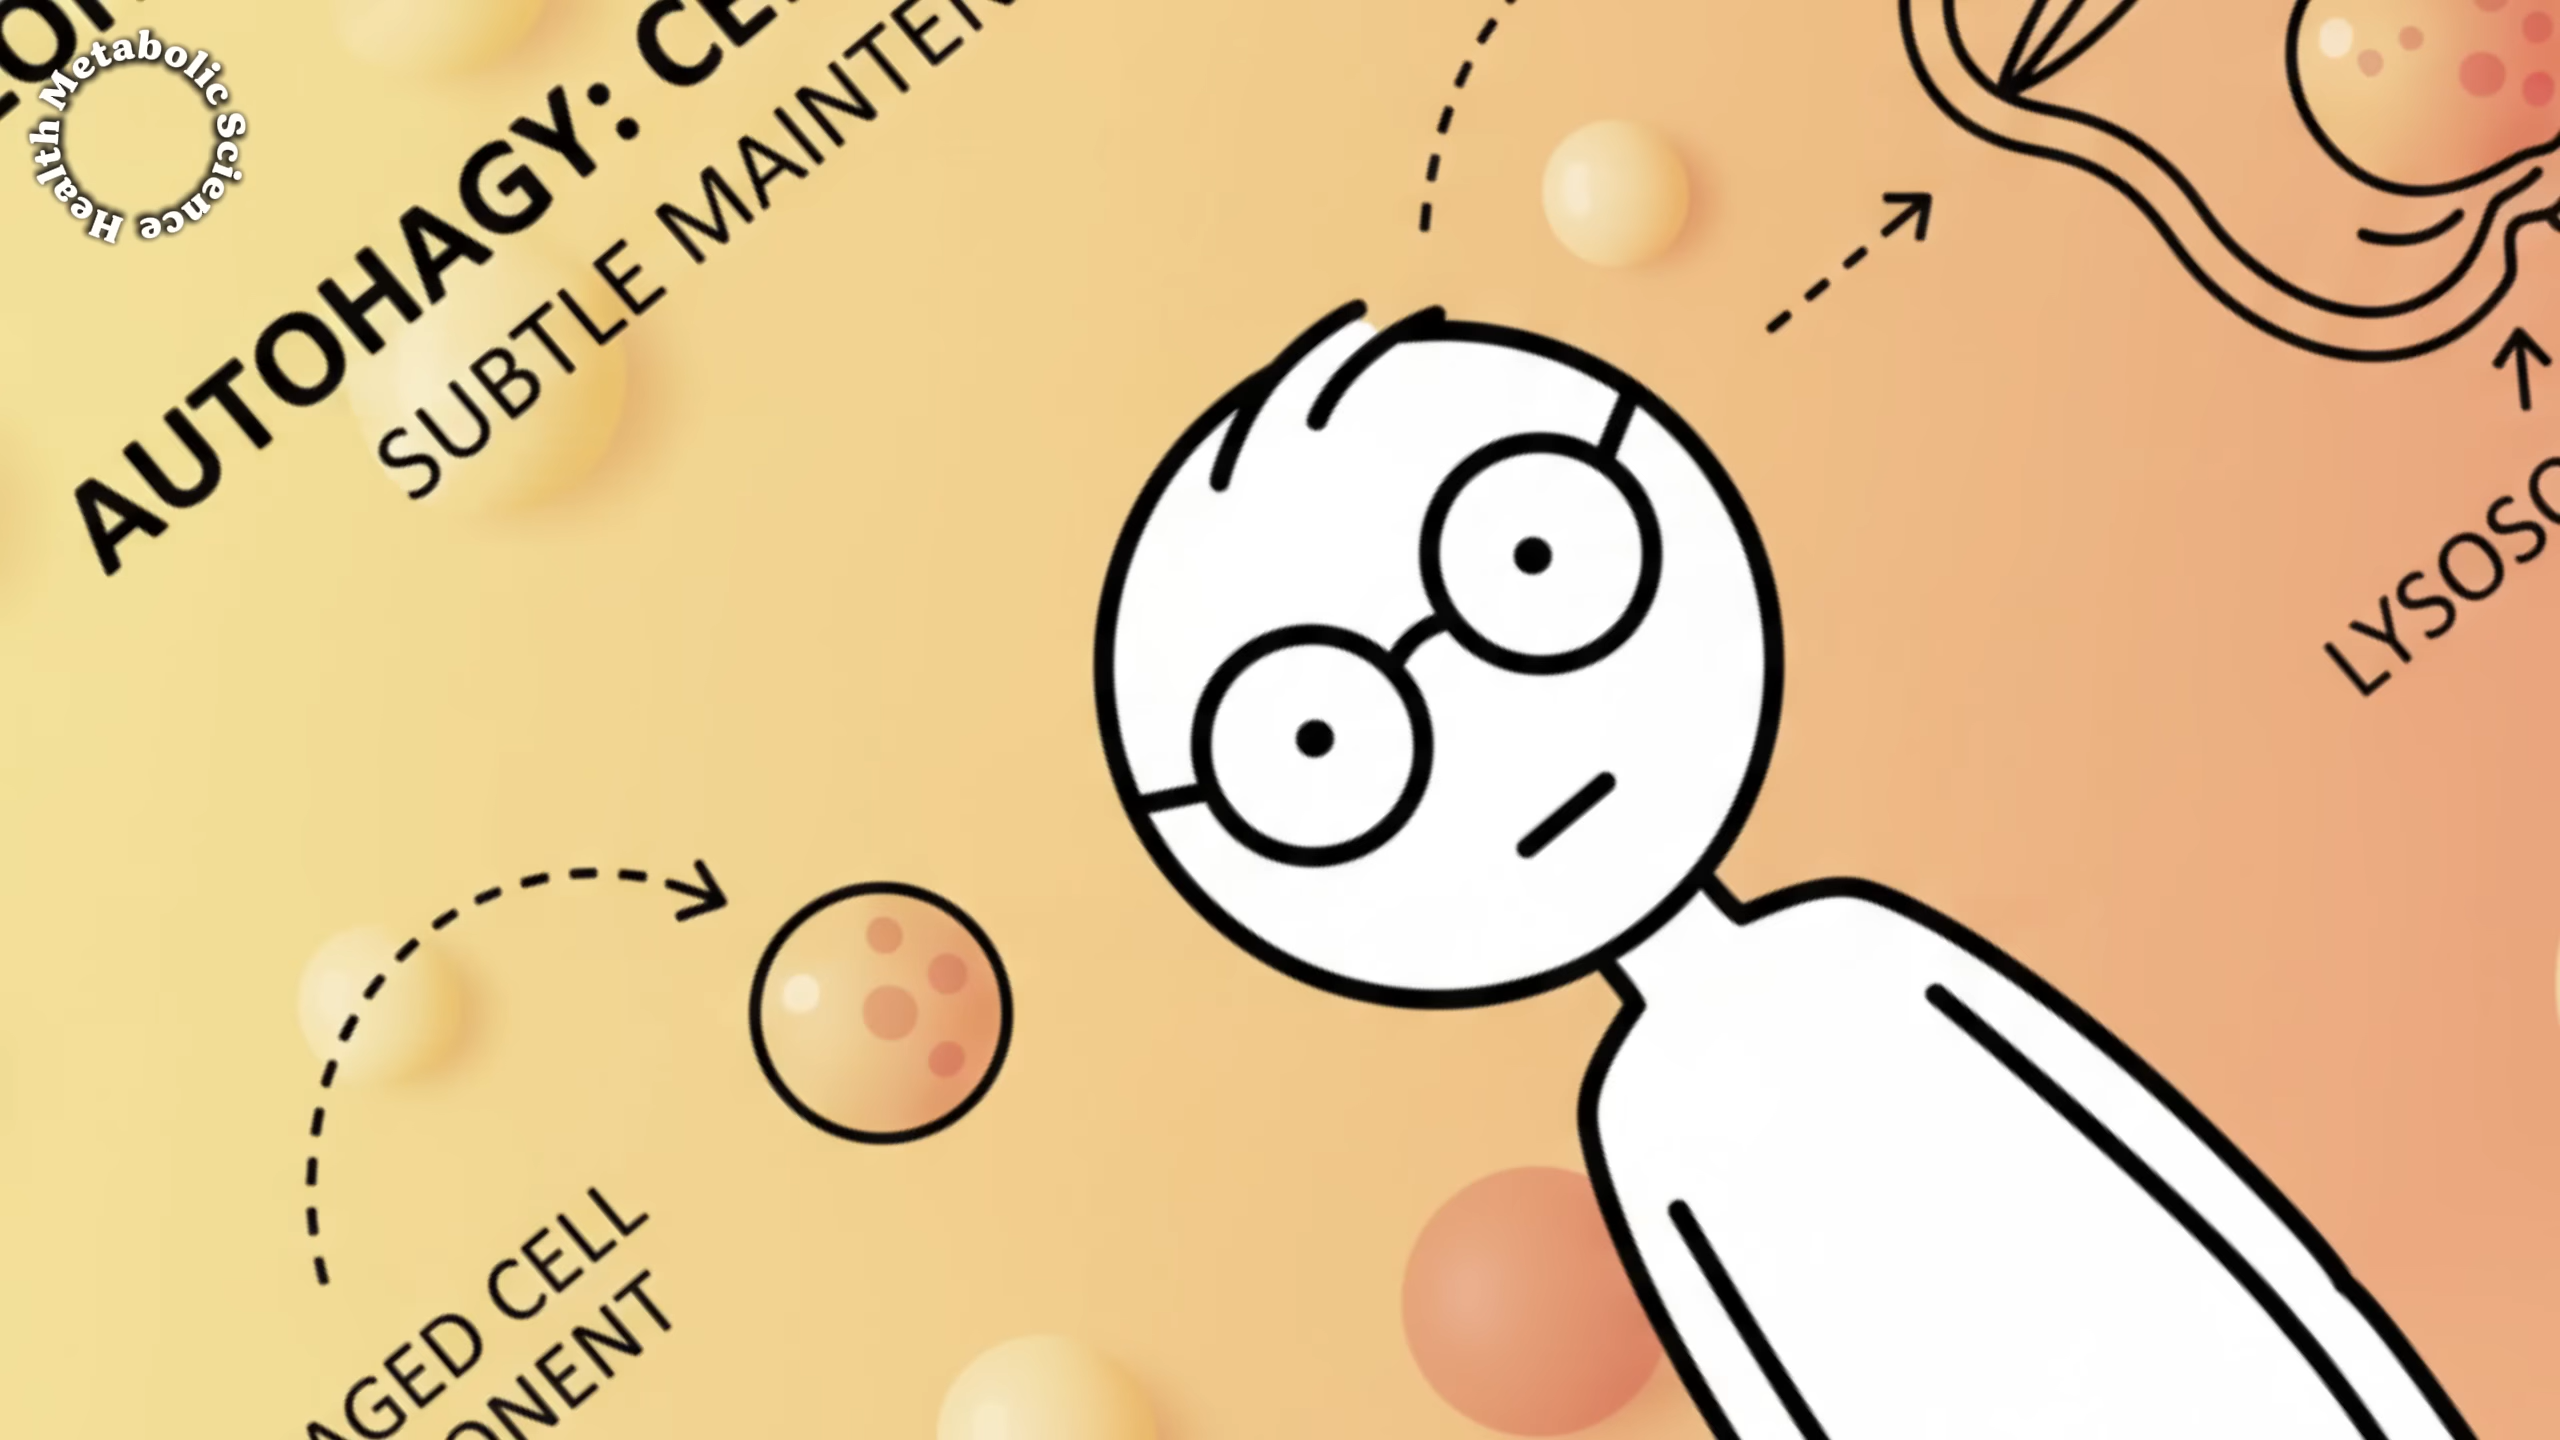 Metabolic Science Health
AUTOHAGY: CE
SUBTLE MAINTEN
LYSOSO
AGED CELL
ONENT